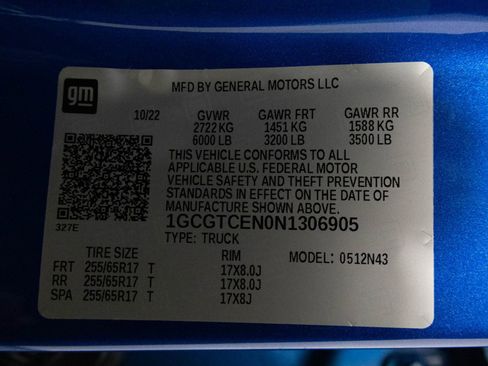 gm
MFD BY GENERAL MOTORS LLC
10/22 GVWR GAWR FRT GAWR RR
2722 KG 1451 KG 1588 KG
6000 LB 3200 LB 3500 LB
THIS VEHICLE CONFORMS TO ALL
APPLICABLE U.S. FEDERAL MOTOR
VEHICLE SAFETY AND THEFT PREVENTION
STANDARDS IN EFFECT ON THE DATE OF
MANUFACTURE SHOWN ABOVE.
327E 1GCGTCEN0N1306905
TYPE: TRUCK
TIRE SIZE RIM MODEL: 0512N43
FRT 255/65R17 T 17X8.0J
RR 255/65R17 T 17X8.0J
SPA 255/65R17 T 17X8J